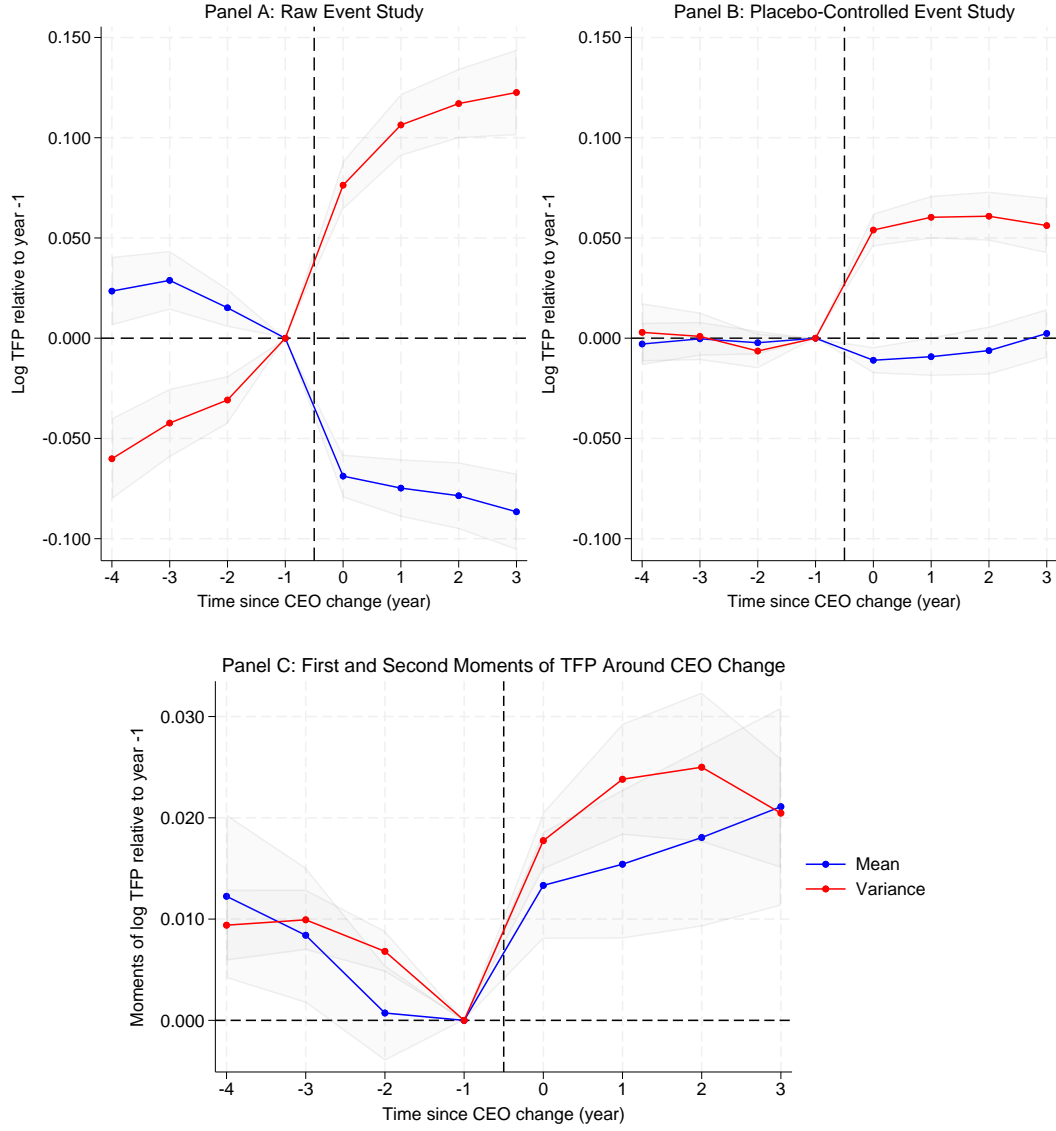 Panel A: Raw Event Study
Log TFP relative to year -1
0.150
0.100
0.050
0.000
-0.050
-0.100
-4 -3 -2 -1 0 1 2 3
Time since CEO change (year)
Panel B: Placebo-Controlled Event Study
Log TFP relative to year -1
0.150
0.100
0.050
0.000
-0.050
-0.100
-4 -3 -2 -1 0 1 2 3
Time since CEO change (year)
Panel C: First and Second Moments of TFP Around CEO Change
Moments of log TFP relative to year -1
0.030
0.020
0.010
0.000
-4 -3 -2 -1 0 1 2 3
Time since CEO change (year)
Mean
Variance